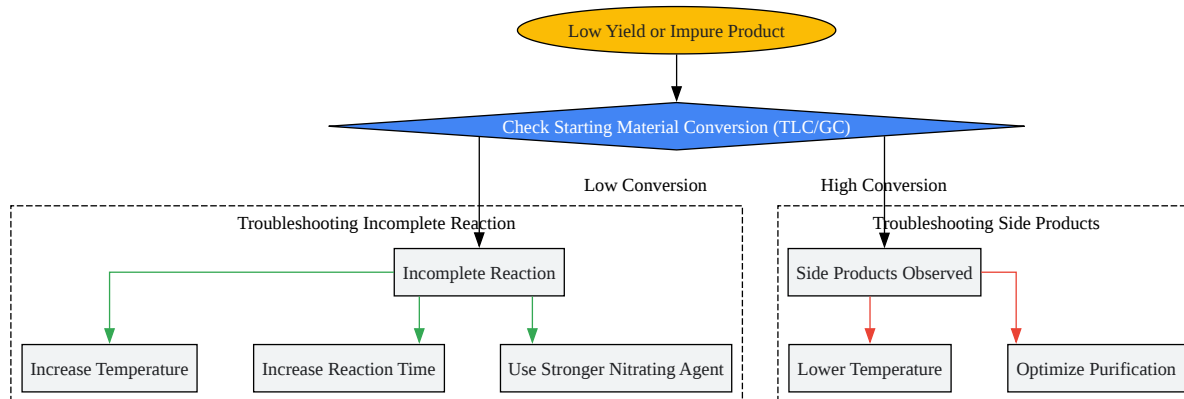 Low Yield or Impure Product
Check Starting Material Conversion (TLC/GC)
Low Conversion
High Conversion
Troubleshooting Incomplete Reaction
Troubleshooting Side Products
Incomplete Reaction
Side Products Observed
Increase Temperature
Increase Reaction Time
Use Stronger Nitrating Agent
Lower Temperature
Optimize Purification